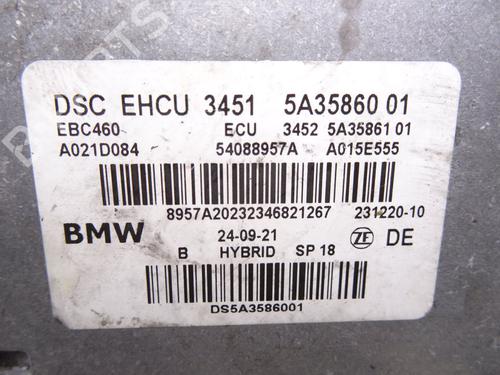 DSC EHCU 3451 5A35860 01
EBC460 ECU 3452 5A35861 01
A021D084 54088957A A015E555
8957A20232346821267 231220-10
BMW 24-09-21 ZF DE
B HYBRID SP 18
DS5A3586001